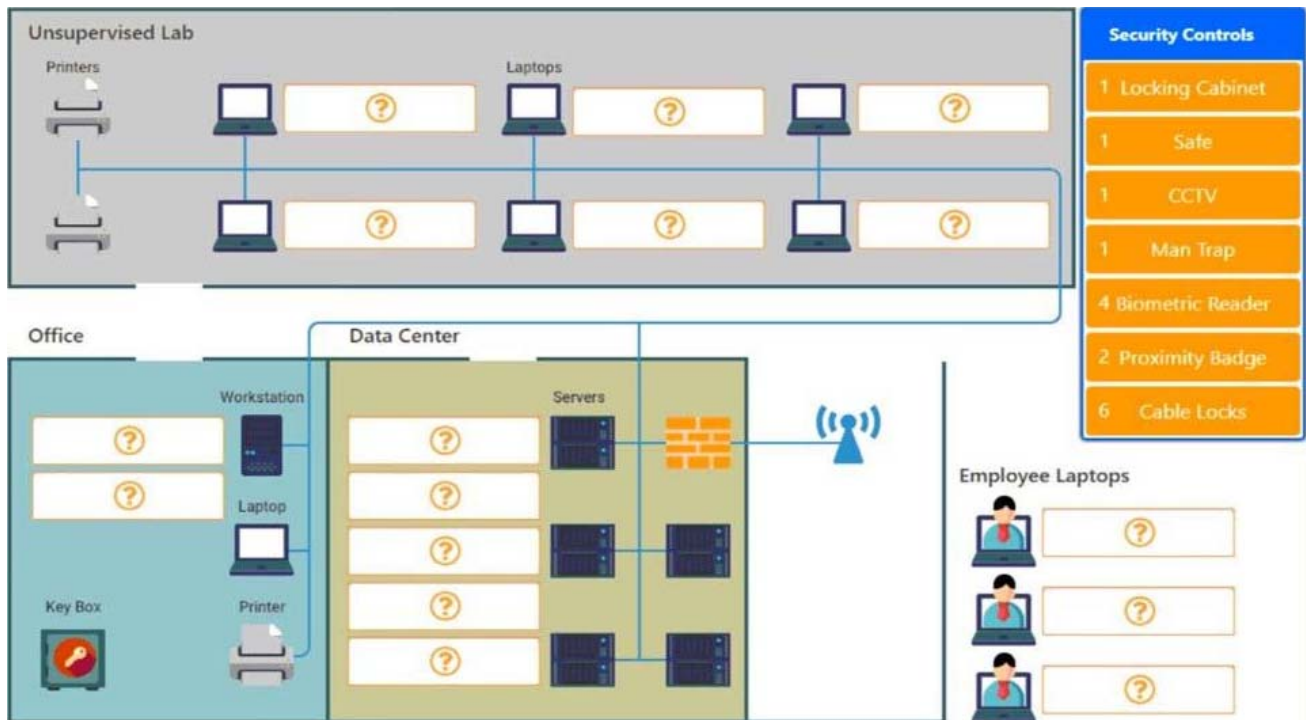 Unsupervised Lab
Printers
Laptops
?
?
?
?
?
?
Security Controls
1 Locking Cabinet
1 Safe
1 CCTV
1 Man Trap
4 Biometric Reader
2 Proximity Badge
6 Cable Locks
Office
Workstation
?
?
Laptop
Key Box
Printer
Data Center
Servers
?
?
?
?
?
Employee Laptops
?
?
?